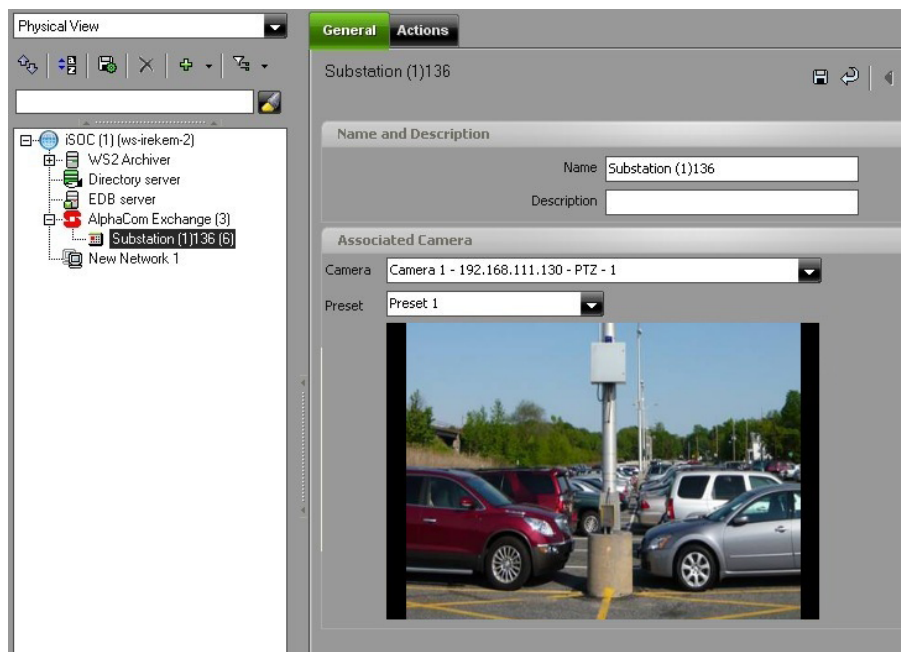 Physical View
iSOC (1) (ws-irekem-2)
WS2 Archiver
Directory server
EDB server
AlphaCom Exchange (3)
Substation (1)136 (6)
New Network 1
General Actions
Substation (1)136
Name and Description
Name Substation (1)136
Description
Associated Camera
Camera Camera 1 - 192.168.111.130 - PTZ - 1
Preset Preset 1